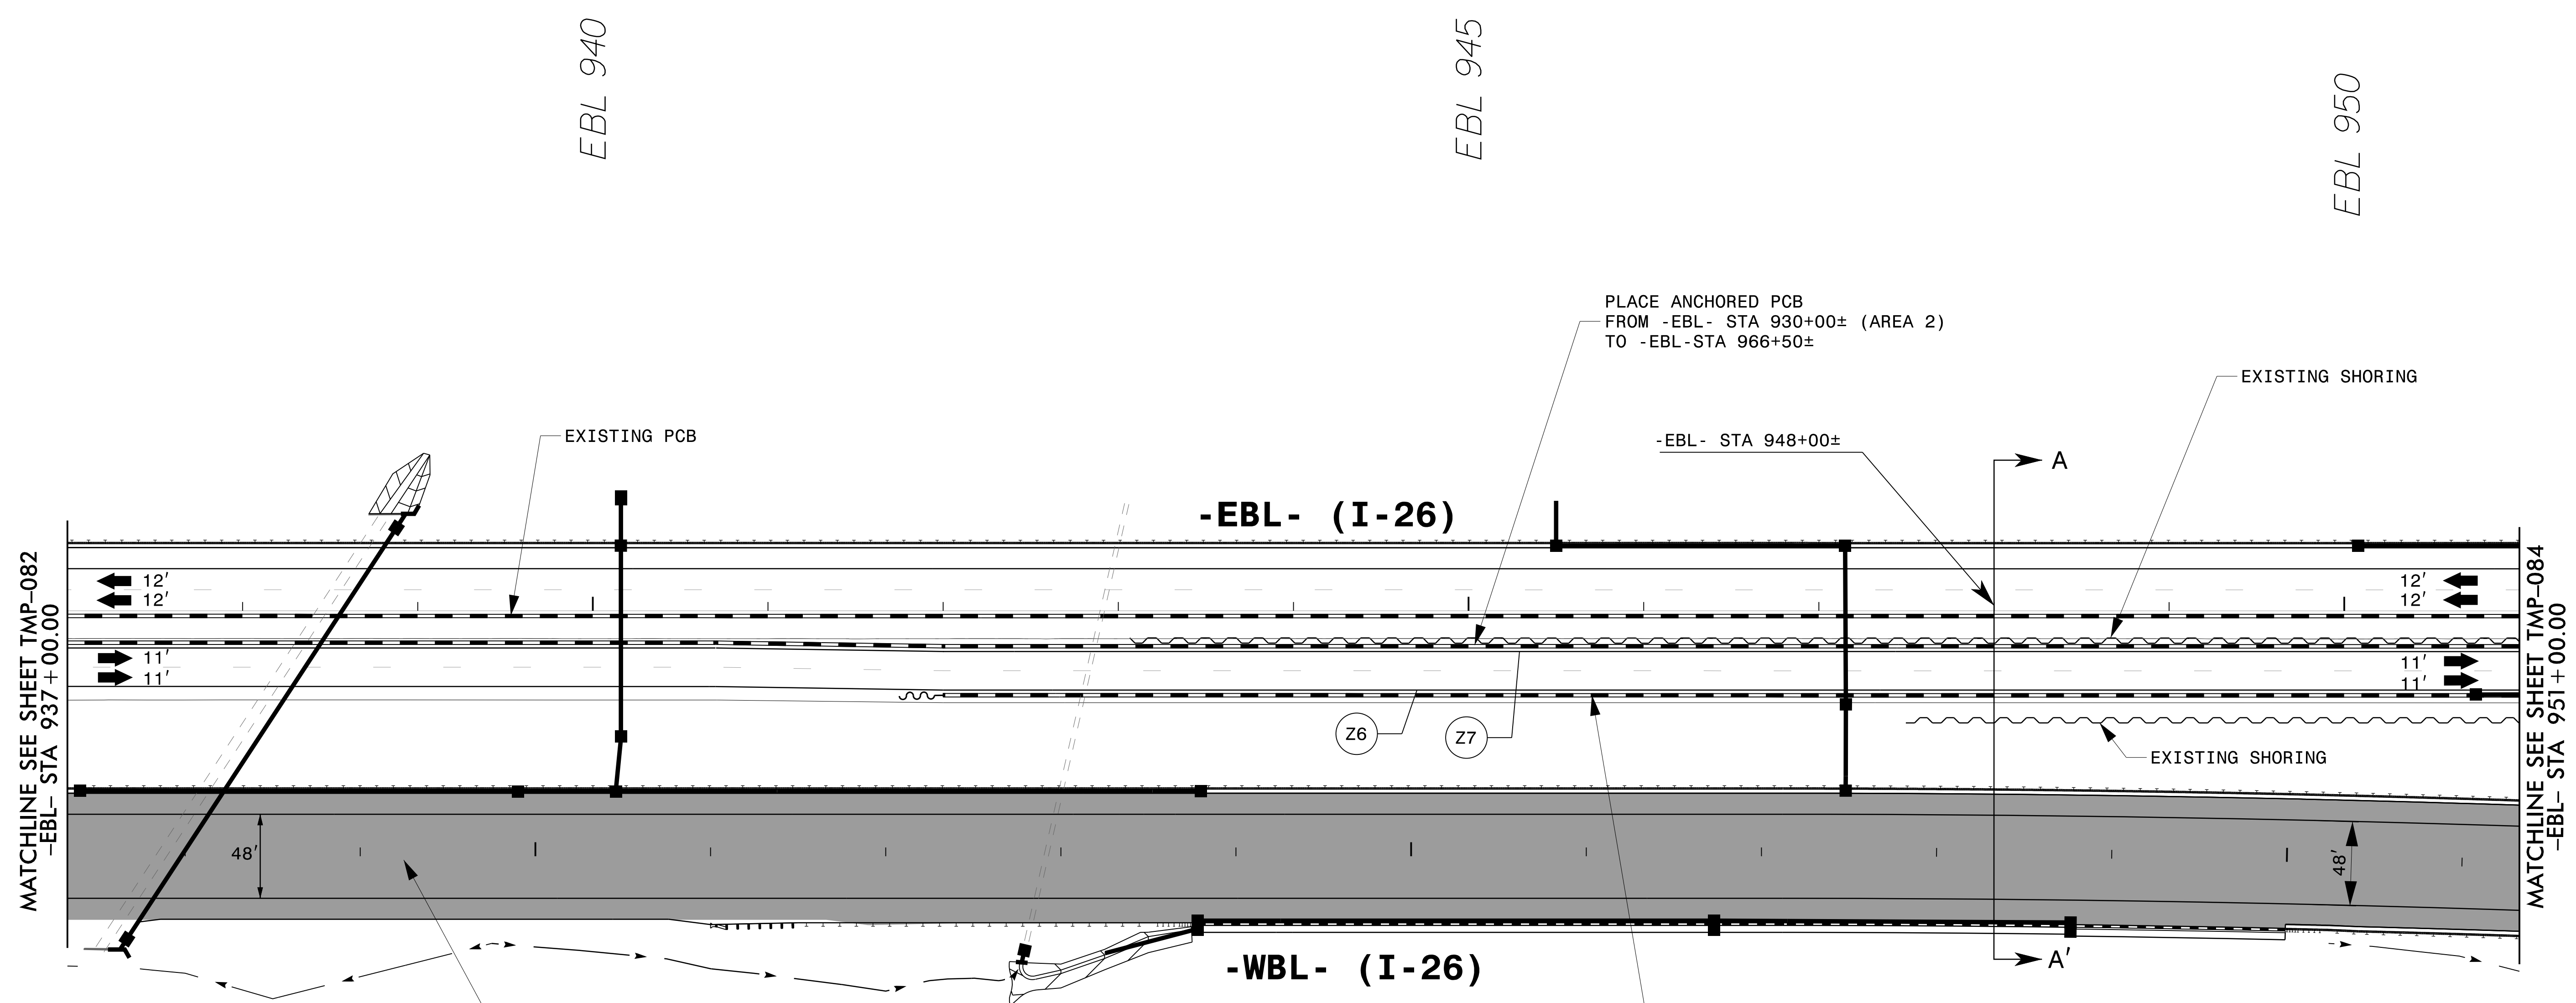 EBL 940
EBL 945
EBL 950
PLACE ANCHORED PCB
FROM -EBL- STA 930+00± (AREA 2)
TO -EBL-STA 966+50±
EXISTING SHORING
EXISTING PCB
-EBL- STA 948+00±
A
-EBL- (I-26)
MATCHLINE SEE SHEET TMP-082
-EBL- STA 937+00.00
12'
12'
11'
11'
12'
12'
11'
11'
MATCHLINE SEE SHEET TMP-084
-EBL- STA 951+00.00
Z6
Z7
EXISTING SHORING
48'
48'
A'
-WBL- (I-26)